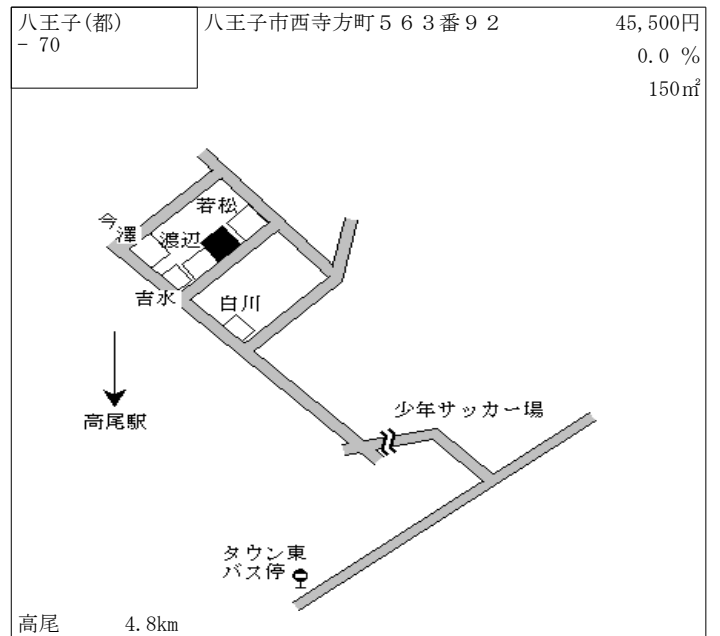 八王子(都)
- 70
八王子市西寺方町５６３番９２
45,500円
0.0 %
150㎡
若松
今澤
渡辺
吉水
白川
高尾駅
少年サッカー場
タウン東
バス停
高尾 4.8km